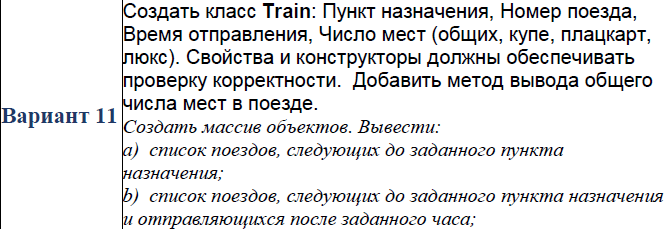 Вариант 11
Создать класс Train: Пункт назначения, Номер поезда,
Время отправления, Число мест (общих, купе, плацкарт,
люкс). Свойства и конструкторы должны обеспечивать
проверку корректности. Добавить метод вывода общего
числа мест в поезде.
Создать массив объектов. Вывести:
a) список поездов, следующих до заданного пункта
назначения;
b) список поездов, следующих до заданного пункта назначения
и отправляющихся после заданного часа;